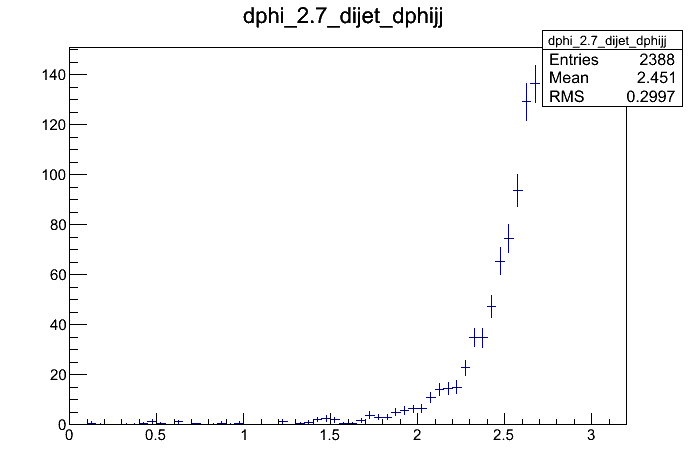 dphi_2.7_dijet_dphijj
dphi_2.7_dijet_dphijj
Entries 2388
Mean 2.451
RMS 0.2997
140
120
100
80
60
40
20
0
0 0.5 1 1.5 2 2.5 3